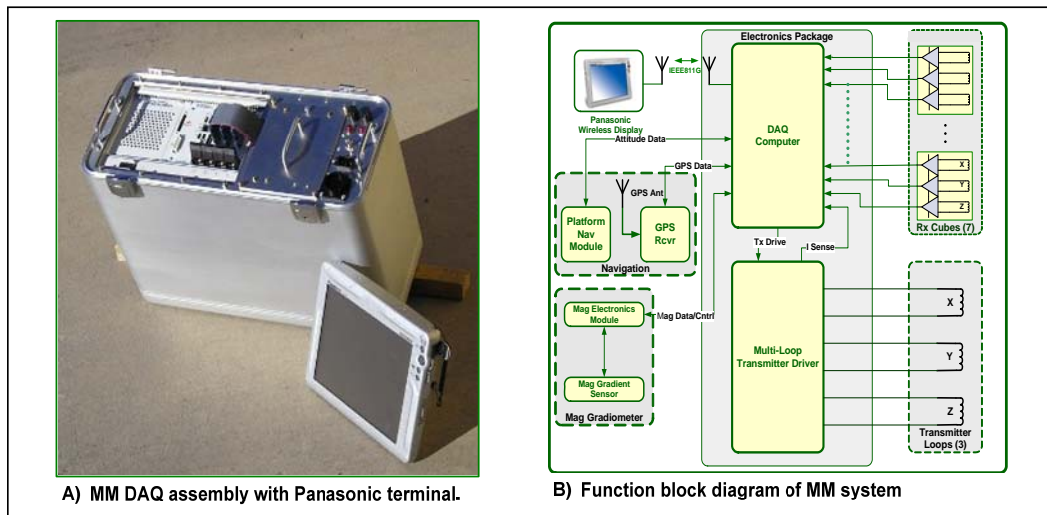 Electronics Package
IEEE811G
Panasonic
Wireless Display
Attitude Data
DAQ
Computer
GPS Data
GPS Ant
Platform
Nav
Module
GPS
Rcvr
Navigation
X
Y
Z
Rx Cubes (7)
Tx Drive
I Sense
Mag Electronics
Module
Mag Data/Cntrl
Mag Gradient
Sensor
Mag Gradiometer
Multi-Loop
Transmitter Driver
X
Y
Z
Transmitter
Loops (3)
A) MM DAQ assembly with Panasonic terminal.
B) Function block diagram of MM system